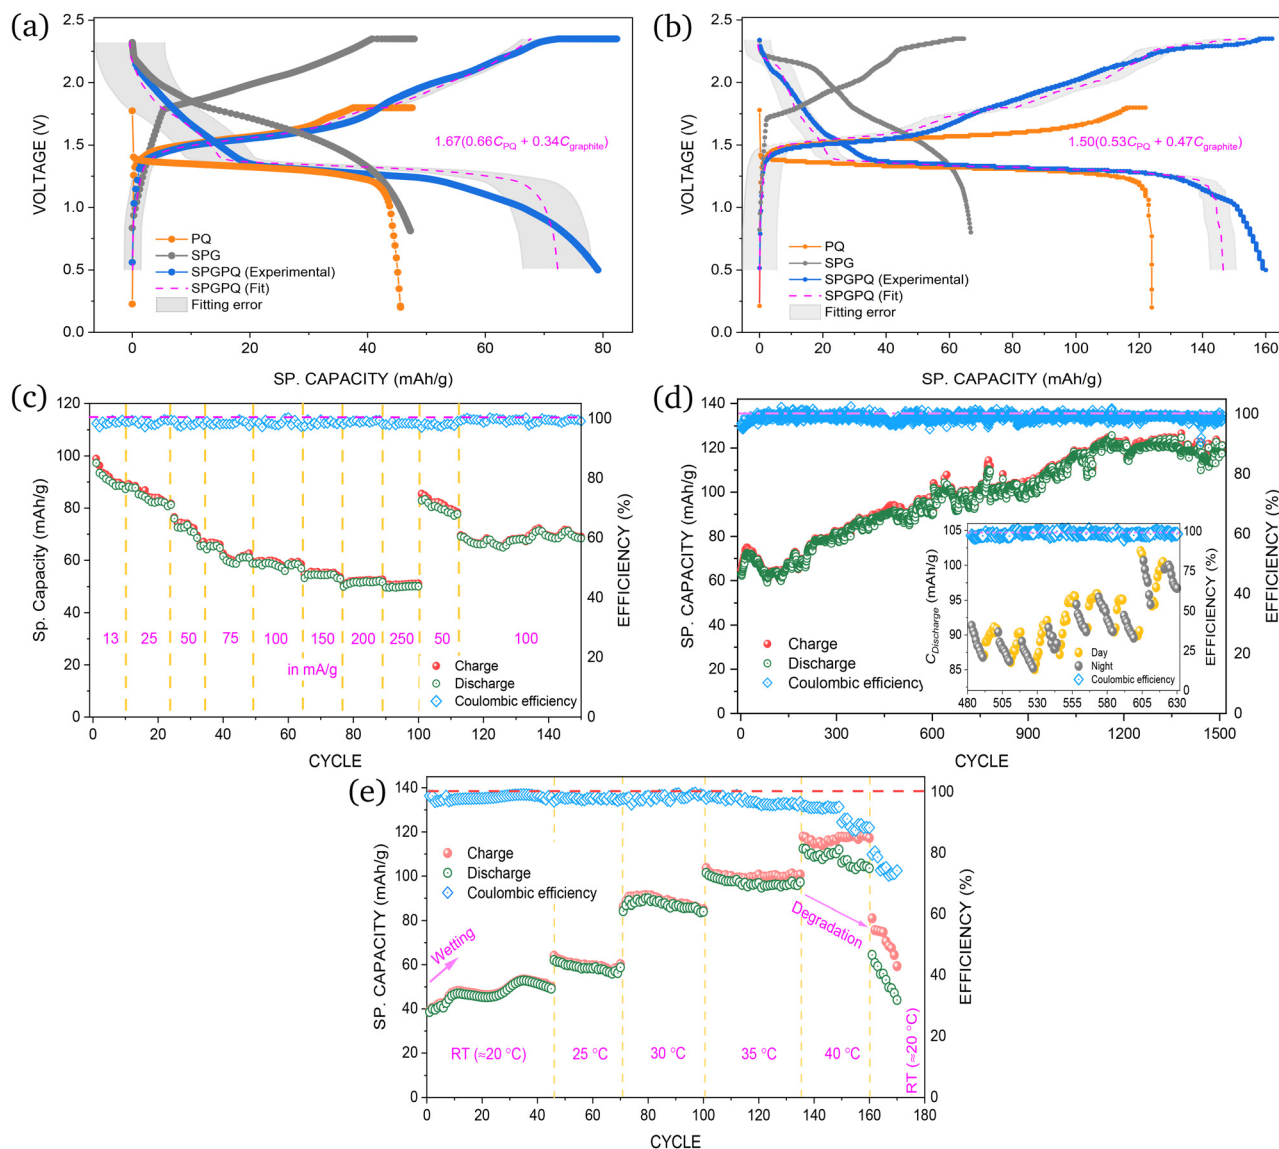 (a)
2.5
2.0
1.5
1.0
0.5
0.0
VOLTAGE (V)
1.67(0.66C_PQ + 0.34C_graphite)
PQ
SPG
SPGPQ (Experimental)
SPGPQ (Fit)
Fitting error
0 20 40 60 80
SP. CAPACITY (mAh/g)
(b)
2.5
2.0
1.5
1.0
0.5
0.0
VOLTAGE (V)
1.50(0.53C_PQ + 0.47C_graphite)
PQ
SPG
SPGPQ (Experimental)
SPGPQ (Fit)
Fitting error
0 20 40 60 80 100 120 140 160
SP. CAPACITY (mAh/g)
(c)
120
100
80
60
40
20
0
Sp. Capacity (mAh/g)
13 25 50 75 100 150 200 250 50 100
in mA/g
Charge
Discharge
Coulombic efficiency
100
80
60
40
20
0
EFFICIENCY (%)
0 20 40 60 80 100 120 140
CYCLE
(d)
140
120
100
80
60
40
20
0
SP. CAPACITY (mAh/g)
Charge
Discharge
Coulombic efficiency
105
100
95
90
85
C_Discharge (mAh/g)
Day
Night
Coulombic efficiency
100
75
50
25
0
EFFICIENCY (%)
480 505 530 555 580 605 630
100
80
60
40
20
0
EFFICIENCY (%)
0 300 600 900 1200 1500
CYCLE
(e)
140
120
100
80
60
40
20
0
SP. CAPACITY (mAh/g)
Charge
Discharge
Coulombic efficiency
Wetting
Degradation
RT (≈20 °C) 25 °C 30 °C 35 °C 40 °C
RT (≈20 °C)
100
80
60
40
20
0
EFFICIENCY (%)
0 20 40 60 80 100 120 140 160 180
CYCLE